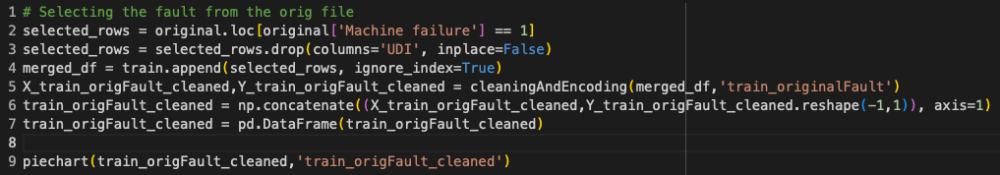 1 # Selecting the fault from the orig file
2 selected_rows = original.loc[original['Machine failure'] == 1]
3 selected_rows = selected_rows.drop(columns='UDI', inplace=False)
4 merged_df = train.append(selected_rows, ignore_index=True)
5 X_train_origFault_cleaned,Y_train_origFault_cleaned = cleaningAndEncoding(merged_df,'train_originalFault')
6 train_origFault_cleaned = np.concatenate((X_train_origFault_cleaned,Y_train_origFault_cleaned.reshape(-1,1)), axis=1)
7 train_origFault_cleaned = pd.DataFrame(train_origFault_cleaned)
8
9 piechart(train_origFault_cleaned,'train_origFault_cleaned')